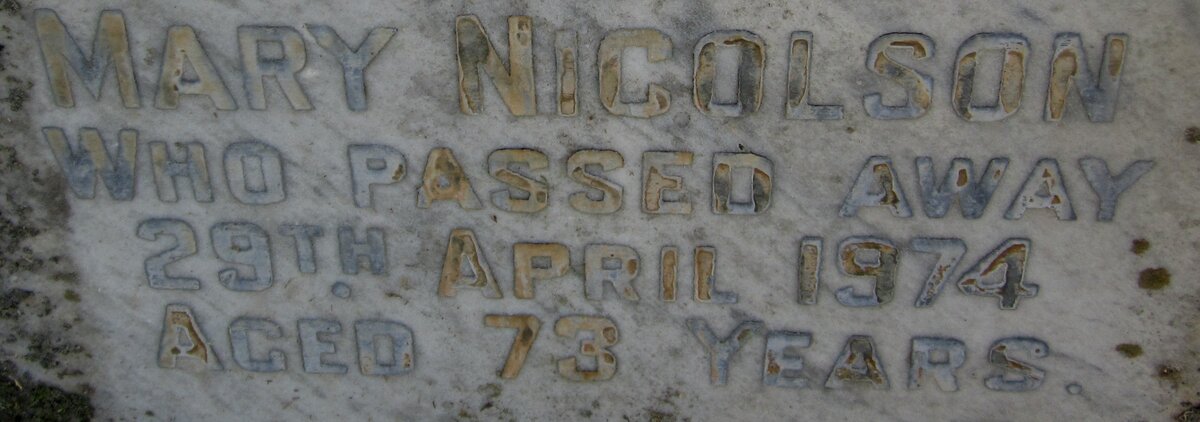 Mary Nicolson
Who passed away
29th April 1974
Aged 73 Years.